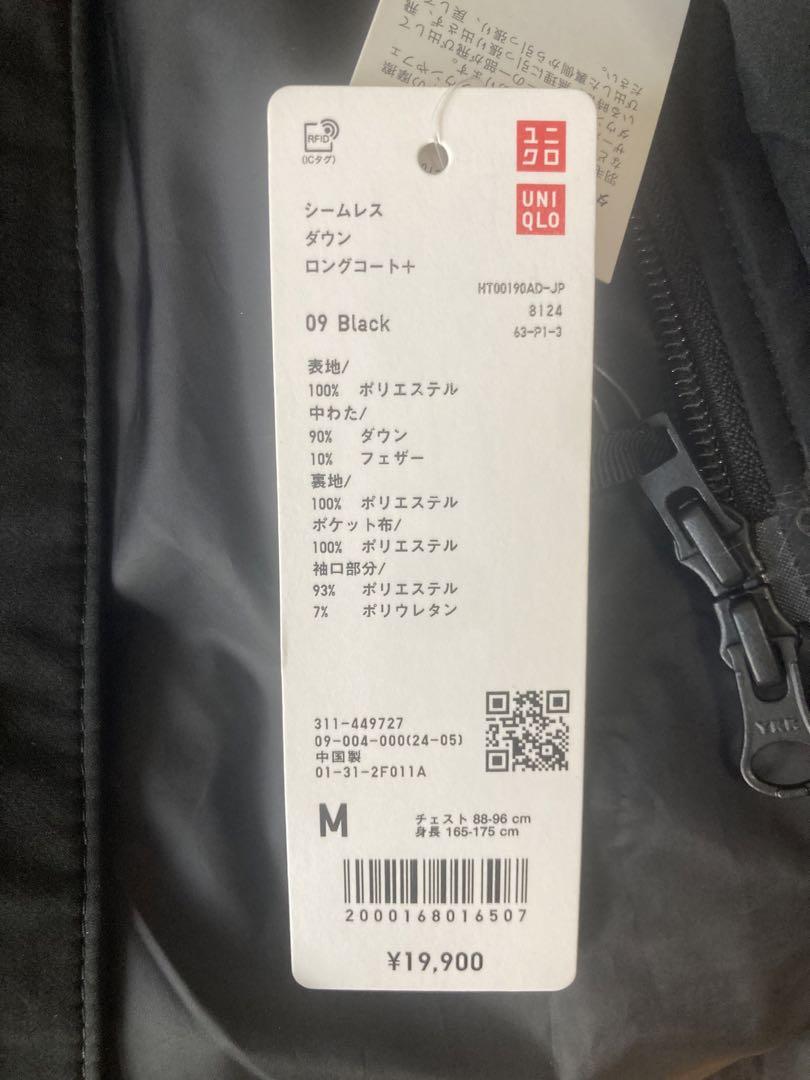 RFID
(ICタグ)
ユニ
クロ
UNI
QLO
シームレス
ダウン
ロングコート+
HT00190AD-JP
8124
63-P1-3
09 Black
表地/
100% ポリエステル
中わた/
90% ダウン
10% フェザー
裏地/
100% ポリエステル
ポケット布/
100% ポリエステル
袖口部分/
93% ポリエステル
7% ポリウレタン
311-449727
09-004-000(24-05)
中国製
01-31-2F011A
M
チェスト 88-96 cm
身長 165-175 cm
2000168016507
¥19,900
YKK